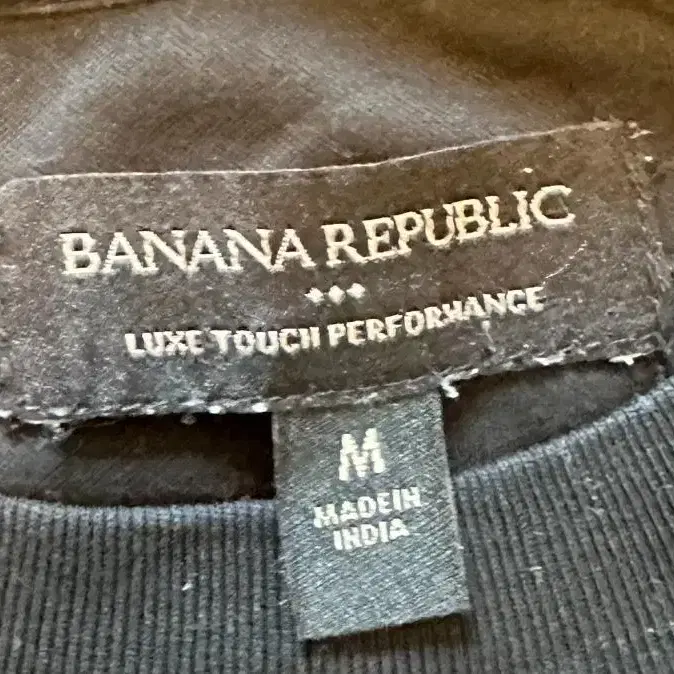 BANANA REPUBLIC
LUXE TOUCH PERFORMANCE
M
MADE IN
INDIA